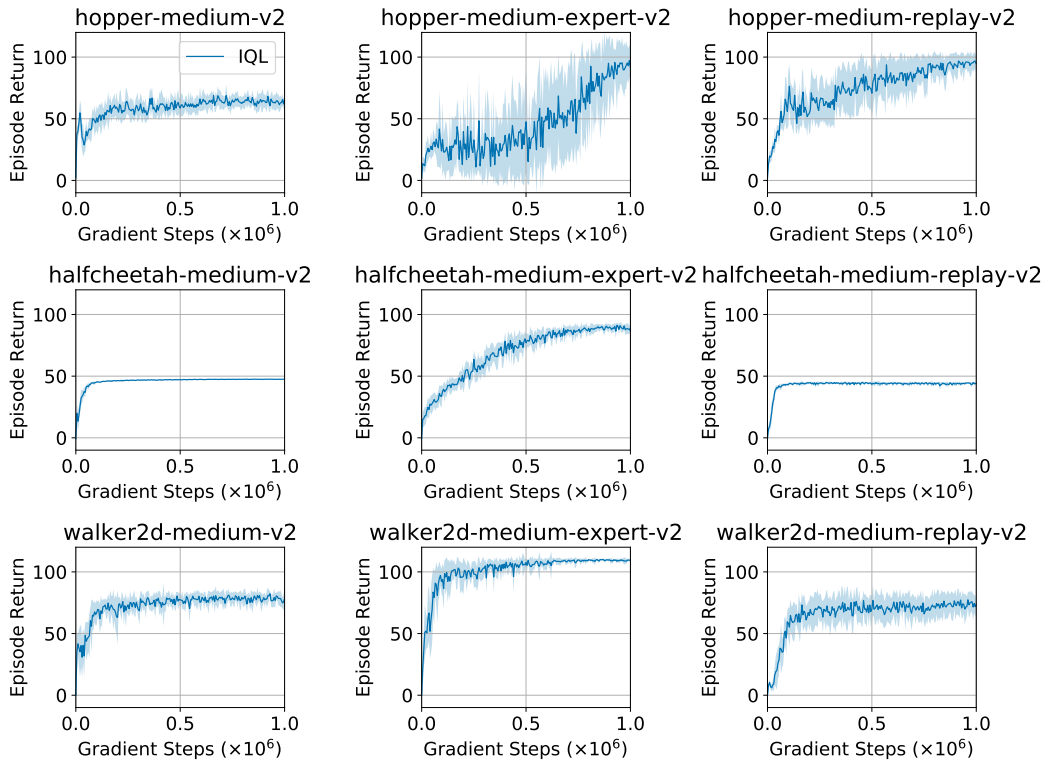 hopper-medium-v2
Episode Return
100
50
0
IQL
0.0 0.5 1.0
Gradient Steps (×10⁶)
hopper-medium-expert-v2
Episode Return
100
50
0
0.0 0.5 1.0
Gradient Steps (×10⁶)
hopper-medium-replay-v2
Episode Return
100
50
0
0.0 0.5 1.0
Gradient Steps (×10⁶)
halfcheetah-medium-v2
Episode Return
100
50
0
0.0 0.5 1.0
Gradient Steps (×10⁶)
halfcheetah-medium-expert-v2
Episode Return
100
50
0
0.0 0.5 1.0
Gradient Steps (×10⁶)
halfcheetah-medium-replay-v2
Episode Return
100
50
0
0.0 0.5 1.0
Gradient Steps (×10⁶)
walker2d-medium-v2
Episode Return
100
50
0
0.0 0.5 1.0
Gradient Steps (×10⁶)
walker2d-medium-expert-v2
Episode Return
100
50
0
0.0 0.5 1.0
Gradient Steps (×10⁶)
walker2d-medium-replay-v2
Episode Return
100
50
0
0.0 0.5 1.0
Gradient Steps (×10⁶)